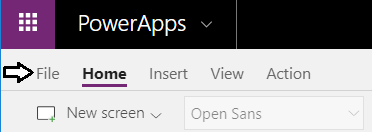 PowerApps
File Home Insert View Action
New screen Open Sans